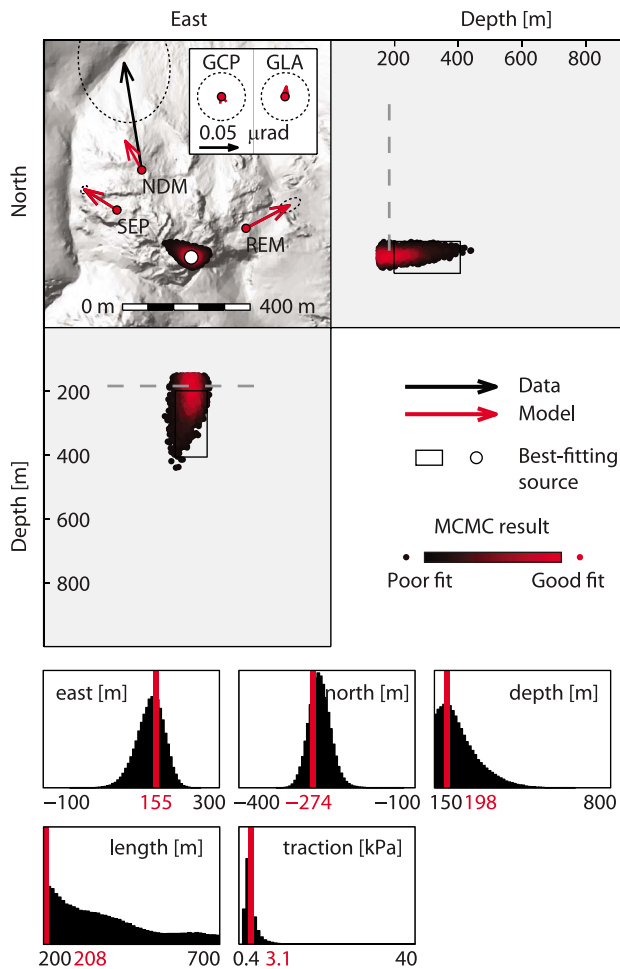 East
Depth [m]
200 400 600 800
North
GCP GLA
0.05 µrad
NDM
SEP
REM
0 m 400 m
Depth [m]
200
400
600
800
Data
Model
Best-fitting
source
MCMC result
Poor fit Good fit
east [m]
−100 155 300
north [m]
−400 −274 −100
depth [m]
150 198 800
length [m]
200 208 700
traction [kPa]
0.4 3.1 40